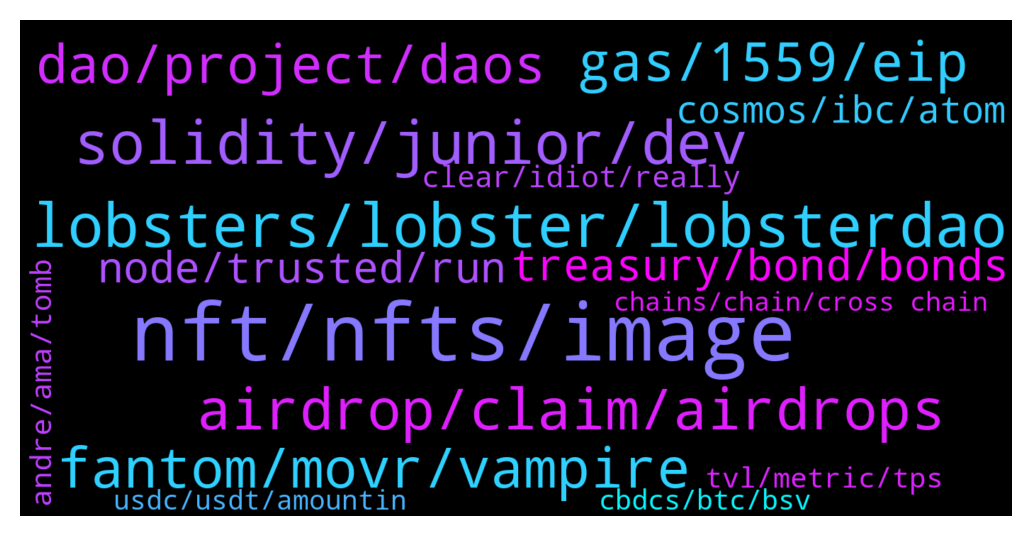 dao/project/daos
gas/1559/eip
cosmos/ibc/atom
solidity/junior/dev
clear/idiot/really
lobsters/lobster/lobsterdao
node/trusted/run
treasury/bond/bonds
andre/ama/tomb
chains/chain/cross chain
nft/nfts/image
airdrop/claim/airdrops
fantom/movr/vampire
tvl/metric/tps
usdc/usdt/amountin
cbdcs/btc/bsv